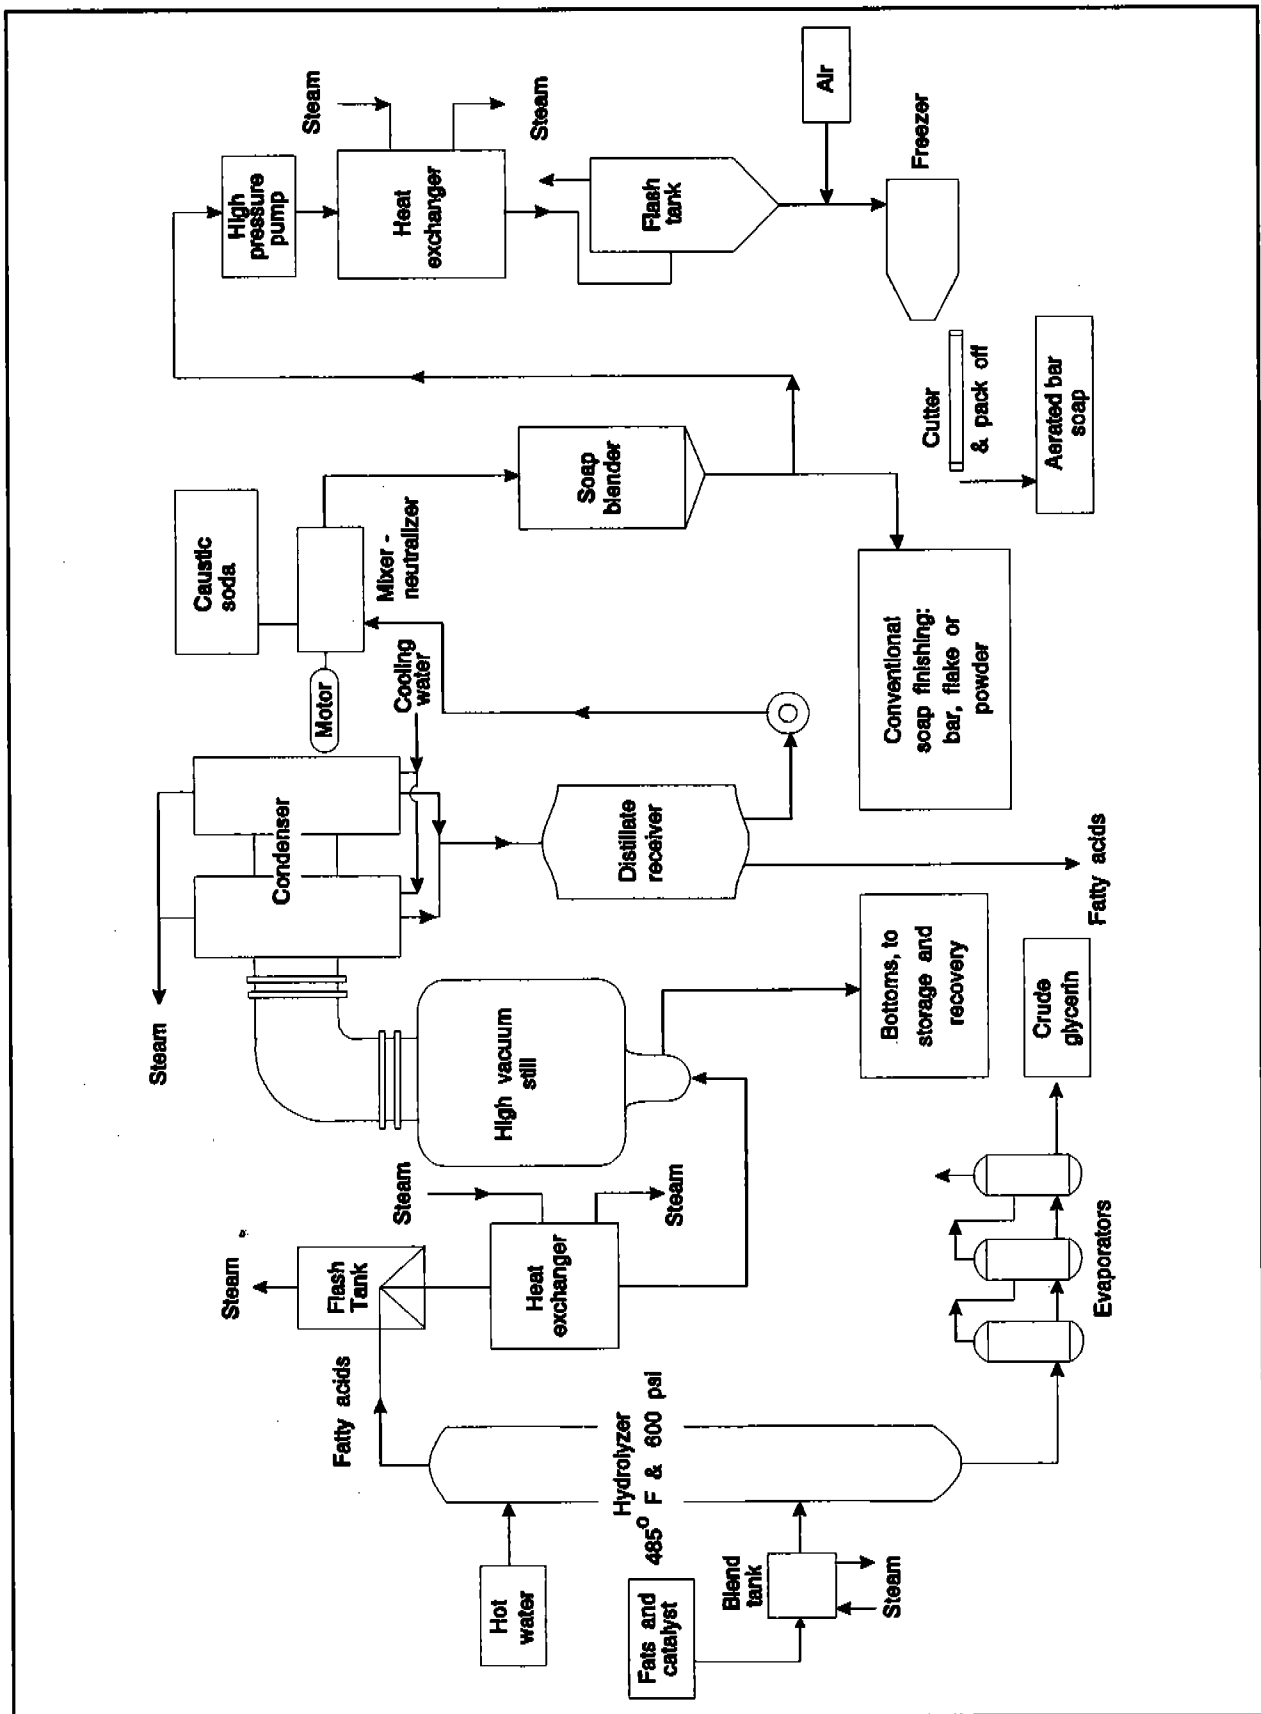 Hot
water
Fats and
catalyst
Blend
tank
Steam
Hydrolyzer
485° F & 600 psi
Fatty acids
Steam
Flash
Tank
Steam
Heat
exchanger
Steam
Evaporators
Crude
glycerin
High vacuum
still
Bottoms, to
storage and
recovery
Steam
Condenser
Cooling
water
Distillate
receiver
Fatty acids
Motor
Caustic
soda
Mixer -
neutralizer
Soap
blender
Conventional
soap finishing:
bar, flake or
powder
High
pressure
pump
Steam
Heat
exchanger
Steam
Flash
tank
Air
Freezer
Cutter
& pack off
Aerated bar
soap